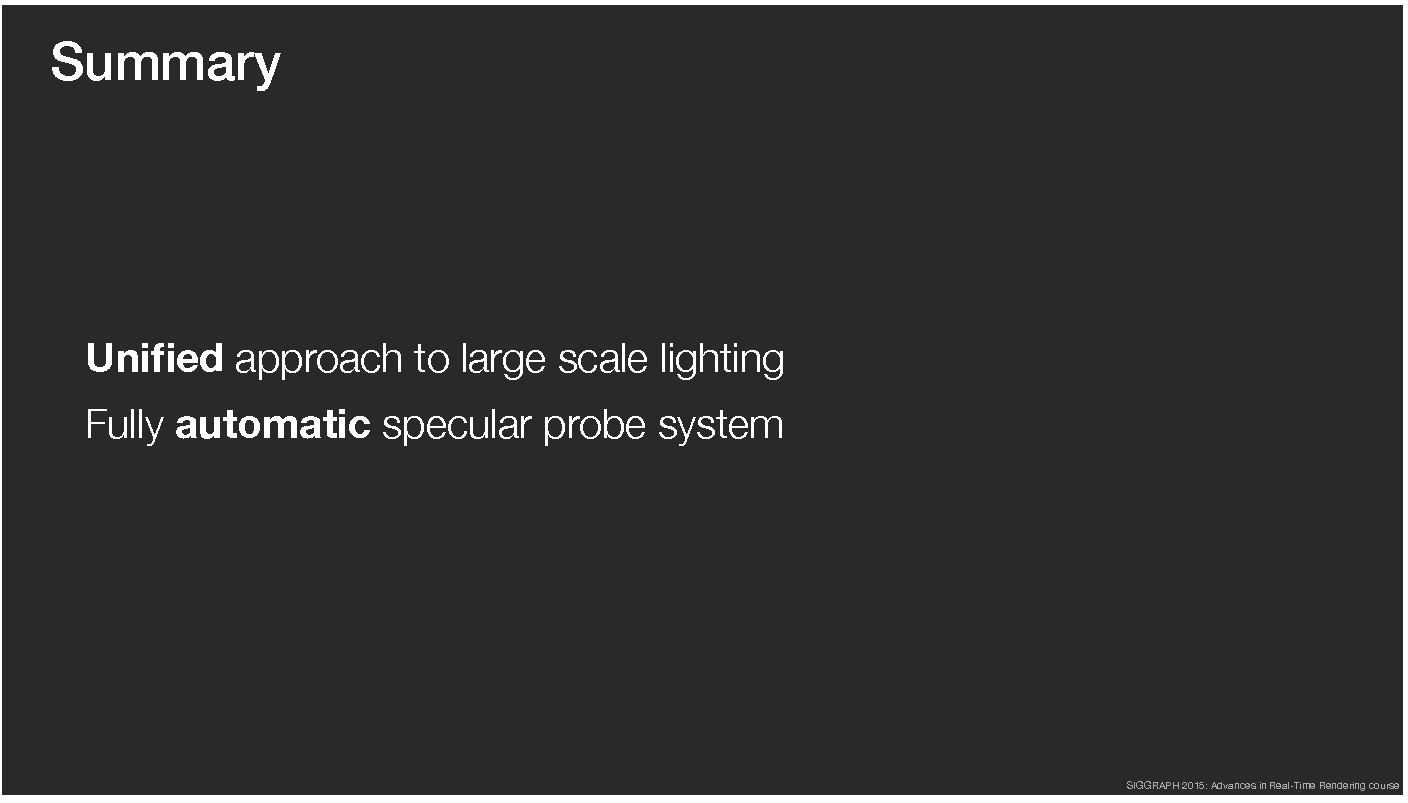 Summary
Unified approach to large scale lighting
Fully automatic specular probe system
SIGGRAPH 2015: Advances in Real-Time Rendering course